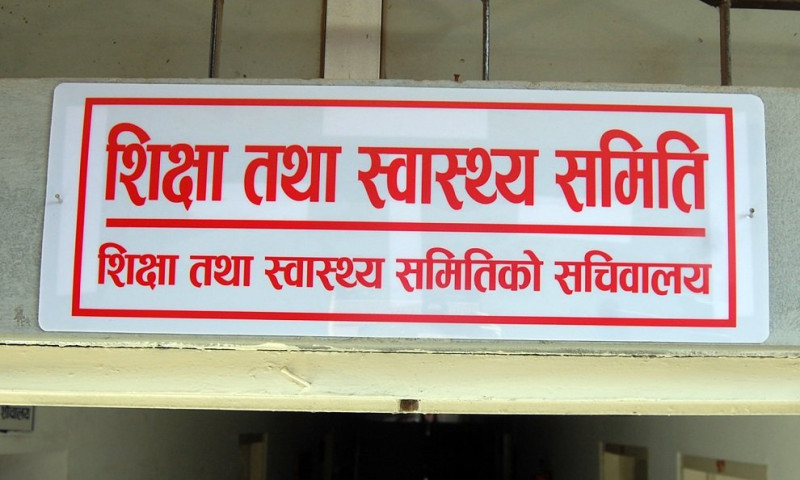 शिक्षा तथा स्वास्थ्य समिति
शिक्षा तथा स्वास्थ्य समितिको सचिवालय